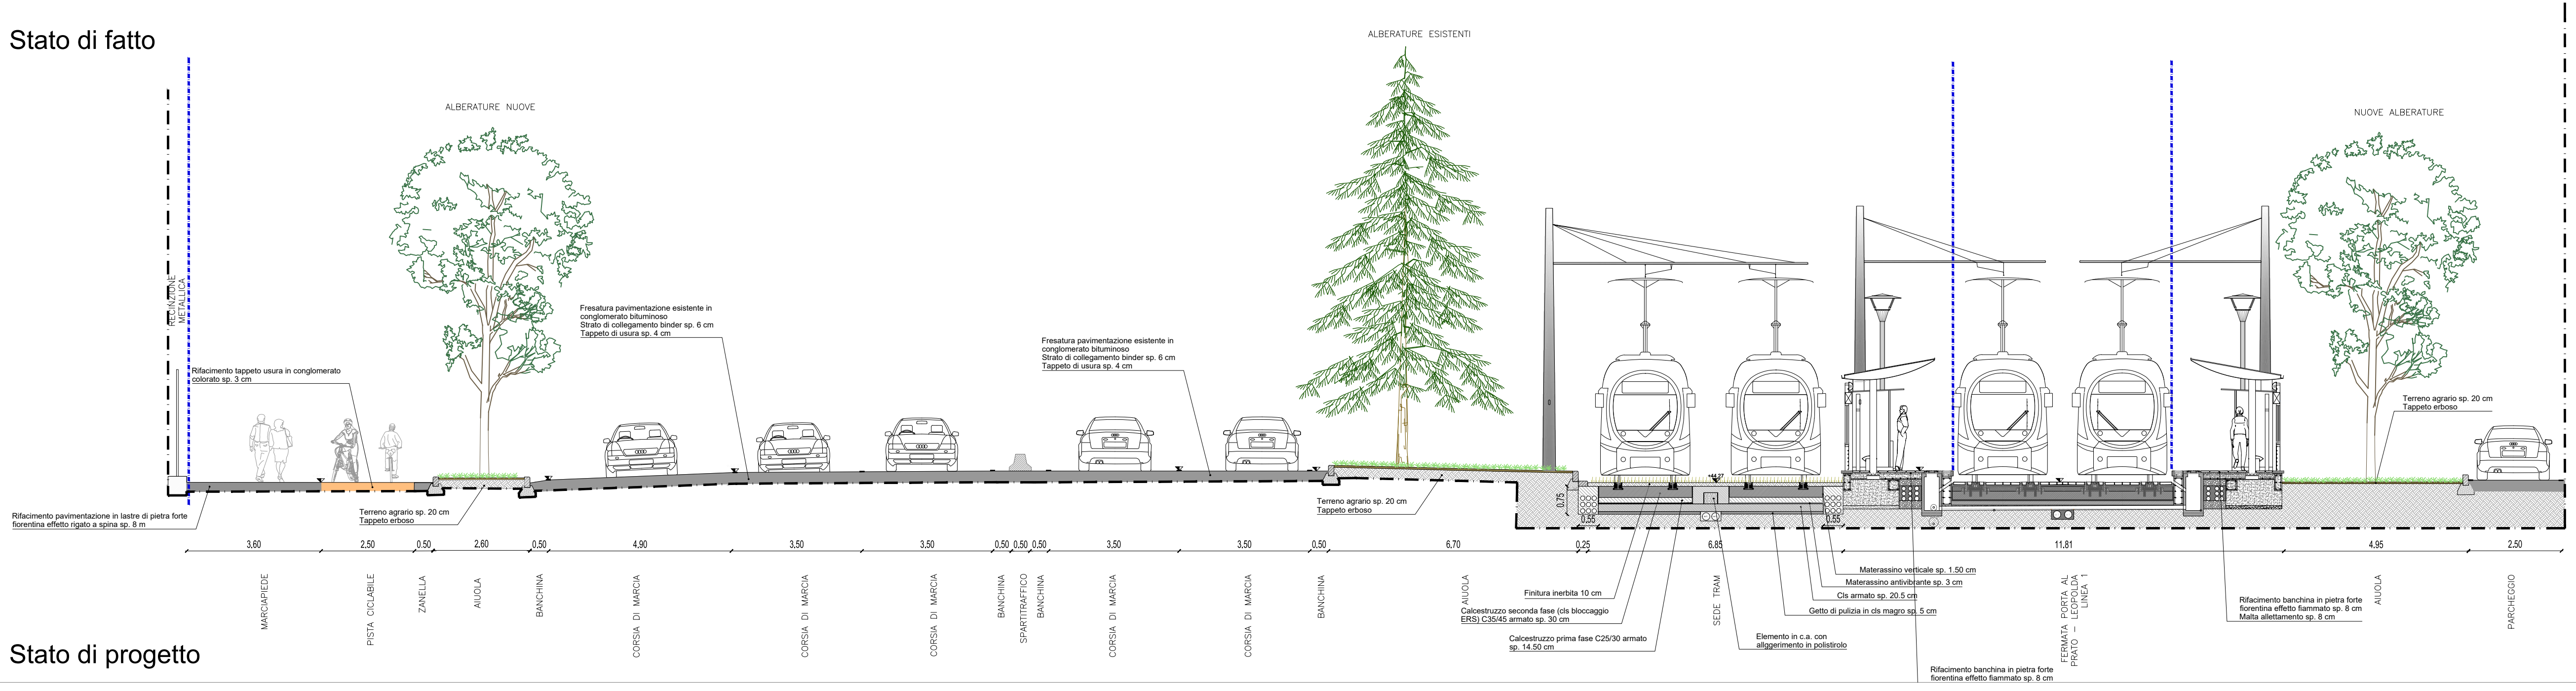 Stato di fatto
ALBERATURE ESISTENTI
ALBERATURE NUOVE
NUOVE ALBERATURE
RECINZIONE
METALLICA
Fresatura pavimentazione esistente in
conglomerato bituminoso
Strato di collegamento binder sp. 6 cm
Tappeto di usura sp. 4 cm
Fresatura pavimentazione esistente in
conglomerato bituminoso
Strato di collegamento binder sp. 6 cm
Tappeto di usura sp. 4 cm
Rifacimento tappeto usura in conglomerato
colorato sp. 3 cm
Terreno agrario sp. 20 cm
Tappeto erboso
+44.27
Rifacimento pavimentazione in lastre di pietra forte
fiorentina effetto rigato a spina sp. 8 m
Terreno agrario sp. 20 cm
Tappeto erboso
Terreno agrario sp. 20 cm
Tappeto erboso
0,75
0,55
0,55
3,60
2,50
0.50
2,60
0,50
4,90
3,50
3,50
0,50
0,50
0,50
3,50
3,50
0,50
6,70
0,25
6.85
11.81
4,95
2.50
MARCIAPIEDE
PISTA CICLABILE
ZANELLA
AIUOLA
BANCHINA
CORSIA DI MARCIA
CORSIA DI MARCIA
CORSIA DI MARCIA
BANCHINA
SPARTITRAFFICO
BANCHINA
CORSIA DI MARCIA
CORSIA DI MARCIA
BANCHINA
AIUOLA
SEDE TRAM
FERMATA PORTA AL
PRATO – LEOPOLDA
LINEA 1
AIUOLA
PARCHEGGIO
Materassino verticale sp. 1.50 cm
Materassino antivibrante sp. 3 cm
Cls armato sp. 20.5 cm
Getto di pulizia in cls magro sp. 5 cm
Finitura inerbita 10 cm
Calcestruzzo seconda fase (cls bloccaggio
ERS) C35/45 armato sp. 30 cm
Calcestruzzo prima fase C25/30 armato
sp. 14.50 cm
Elemento in c.a. con
allggerimento in polistirolo
Rifacimento banchina in pietra forte
fiorentina effetto fiammato sp. 8 cm
Malta allettamento sp. 8 cm
Rifacimento banchina in pietra forte
fiorentina effetto fiammato sp. 8 cm
Stato di progetto